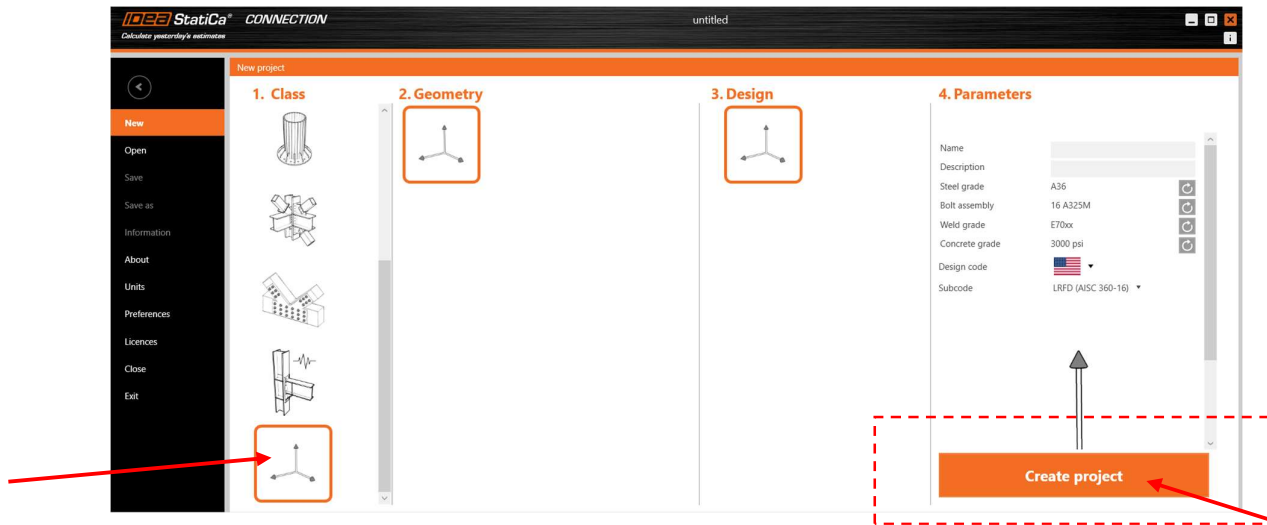 IDEA StatiCa® CONNECTION
untitled
Calculate yesterday's estimates
i
New project
1. Class
2. Geometry
3. Design
4. Parameters
New
Open
Save
Save as
Information
About
Units
Preferences
Licences
Close
Exit
Name
Description
Steel grade A36
Bolt assembly 16 A325M
Weld grade E70xx
Concrete grade 3000 psi
Design code
Subcode LRFD (AISC 360-16)
Create project